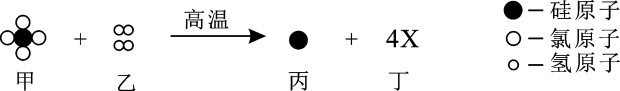 高温
+ + 4X
甲 乙 丙 丁
—硅原子
—氯原子
—氢原子